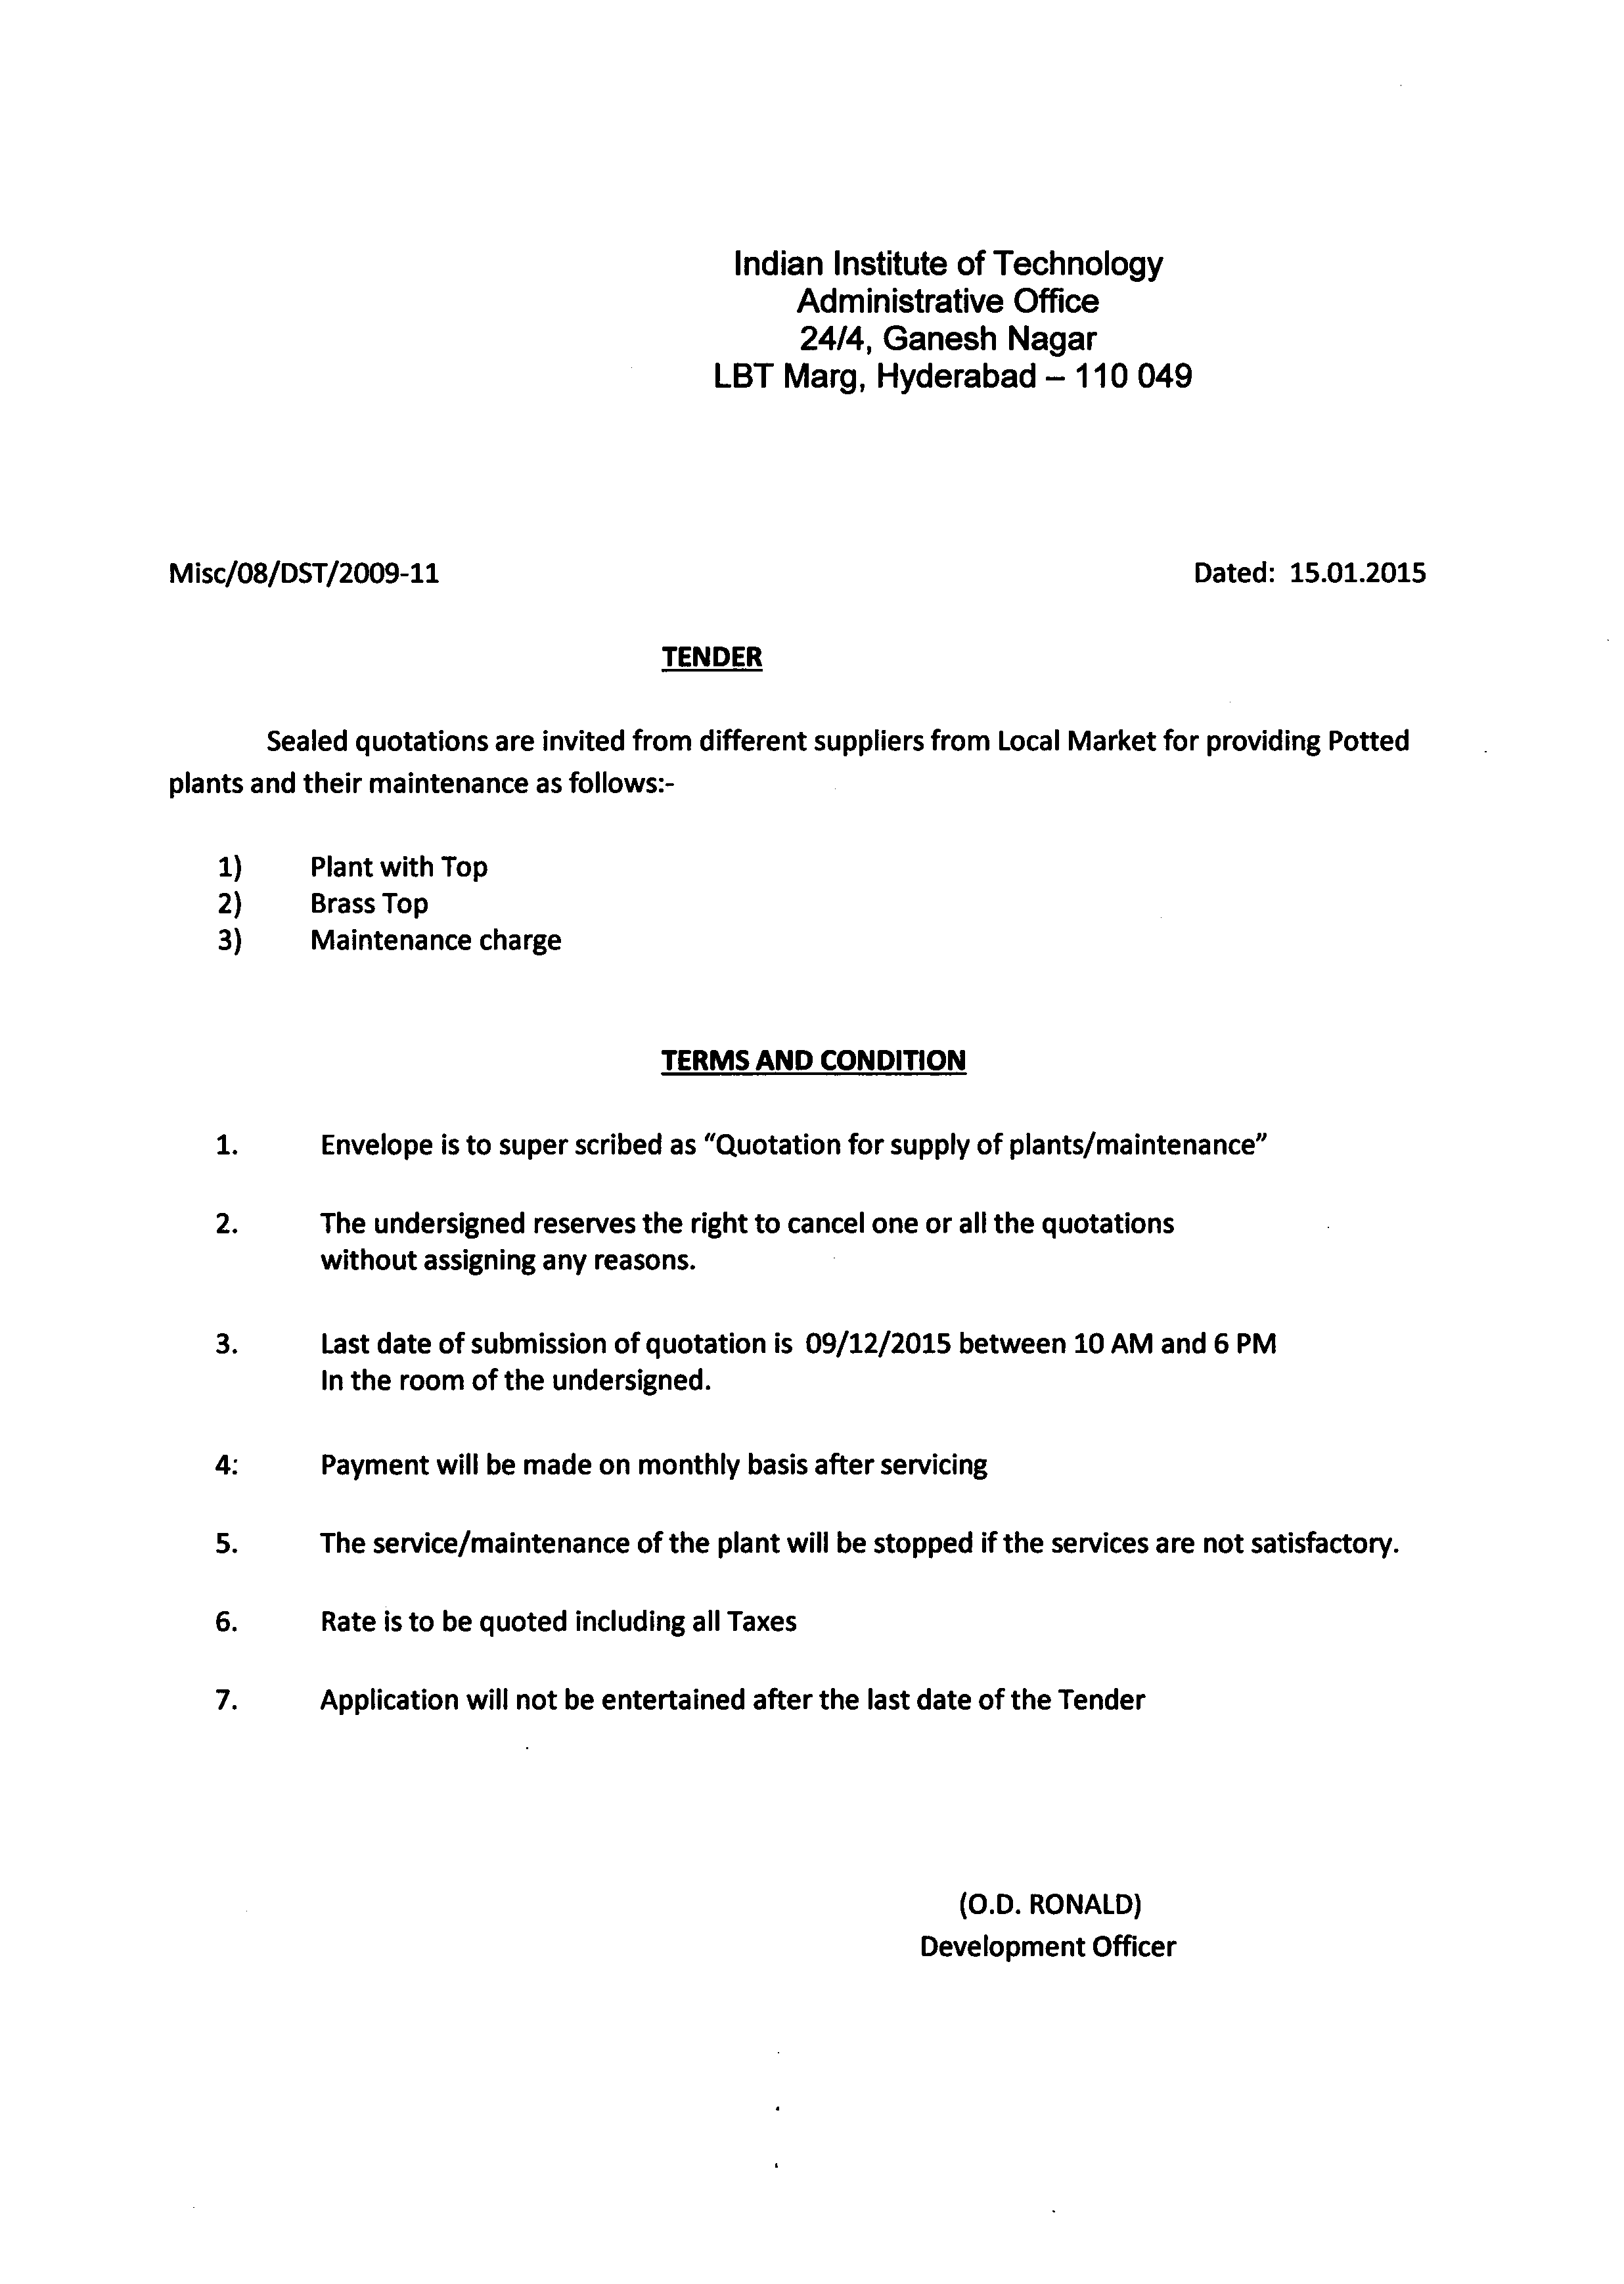 Indian Institute of Technology
Administrative Office
24/4, Ganesh Nagar
LBT Marg, Hyderabad – 110 049
Misc/08/DST/2009-11 Dated: 15.01.2015
TENDER
Sealed quotations are invited from different suppliers from Local Market for providing Potted
plants and their maintenance as follows:-
1) Plant with Top
2) Brass Top
3) Maintenance charge
TERMS AND CONDITION
1. Envelope is to super scribed as “Quotation for supply of plants/maintenance”
2. The undersigned reserves the right to cancel one or all the quotations
without assigning any reasons.
3. Last date of submission of quotation is 09/12/2015 between 10 AM and 6 PM
In the room of the undersigned.
4: Payment will be made on monthly basis after servicing
5. The service/maintenance of the plant will be stopped if the services are not satisfactory.
6. Rate is to be quoted including all Taxes
7. Application will not be entertained after the last date of the Tender
(O.D. RONALD)
Development Officer